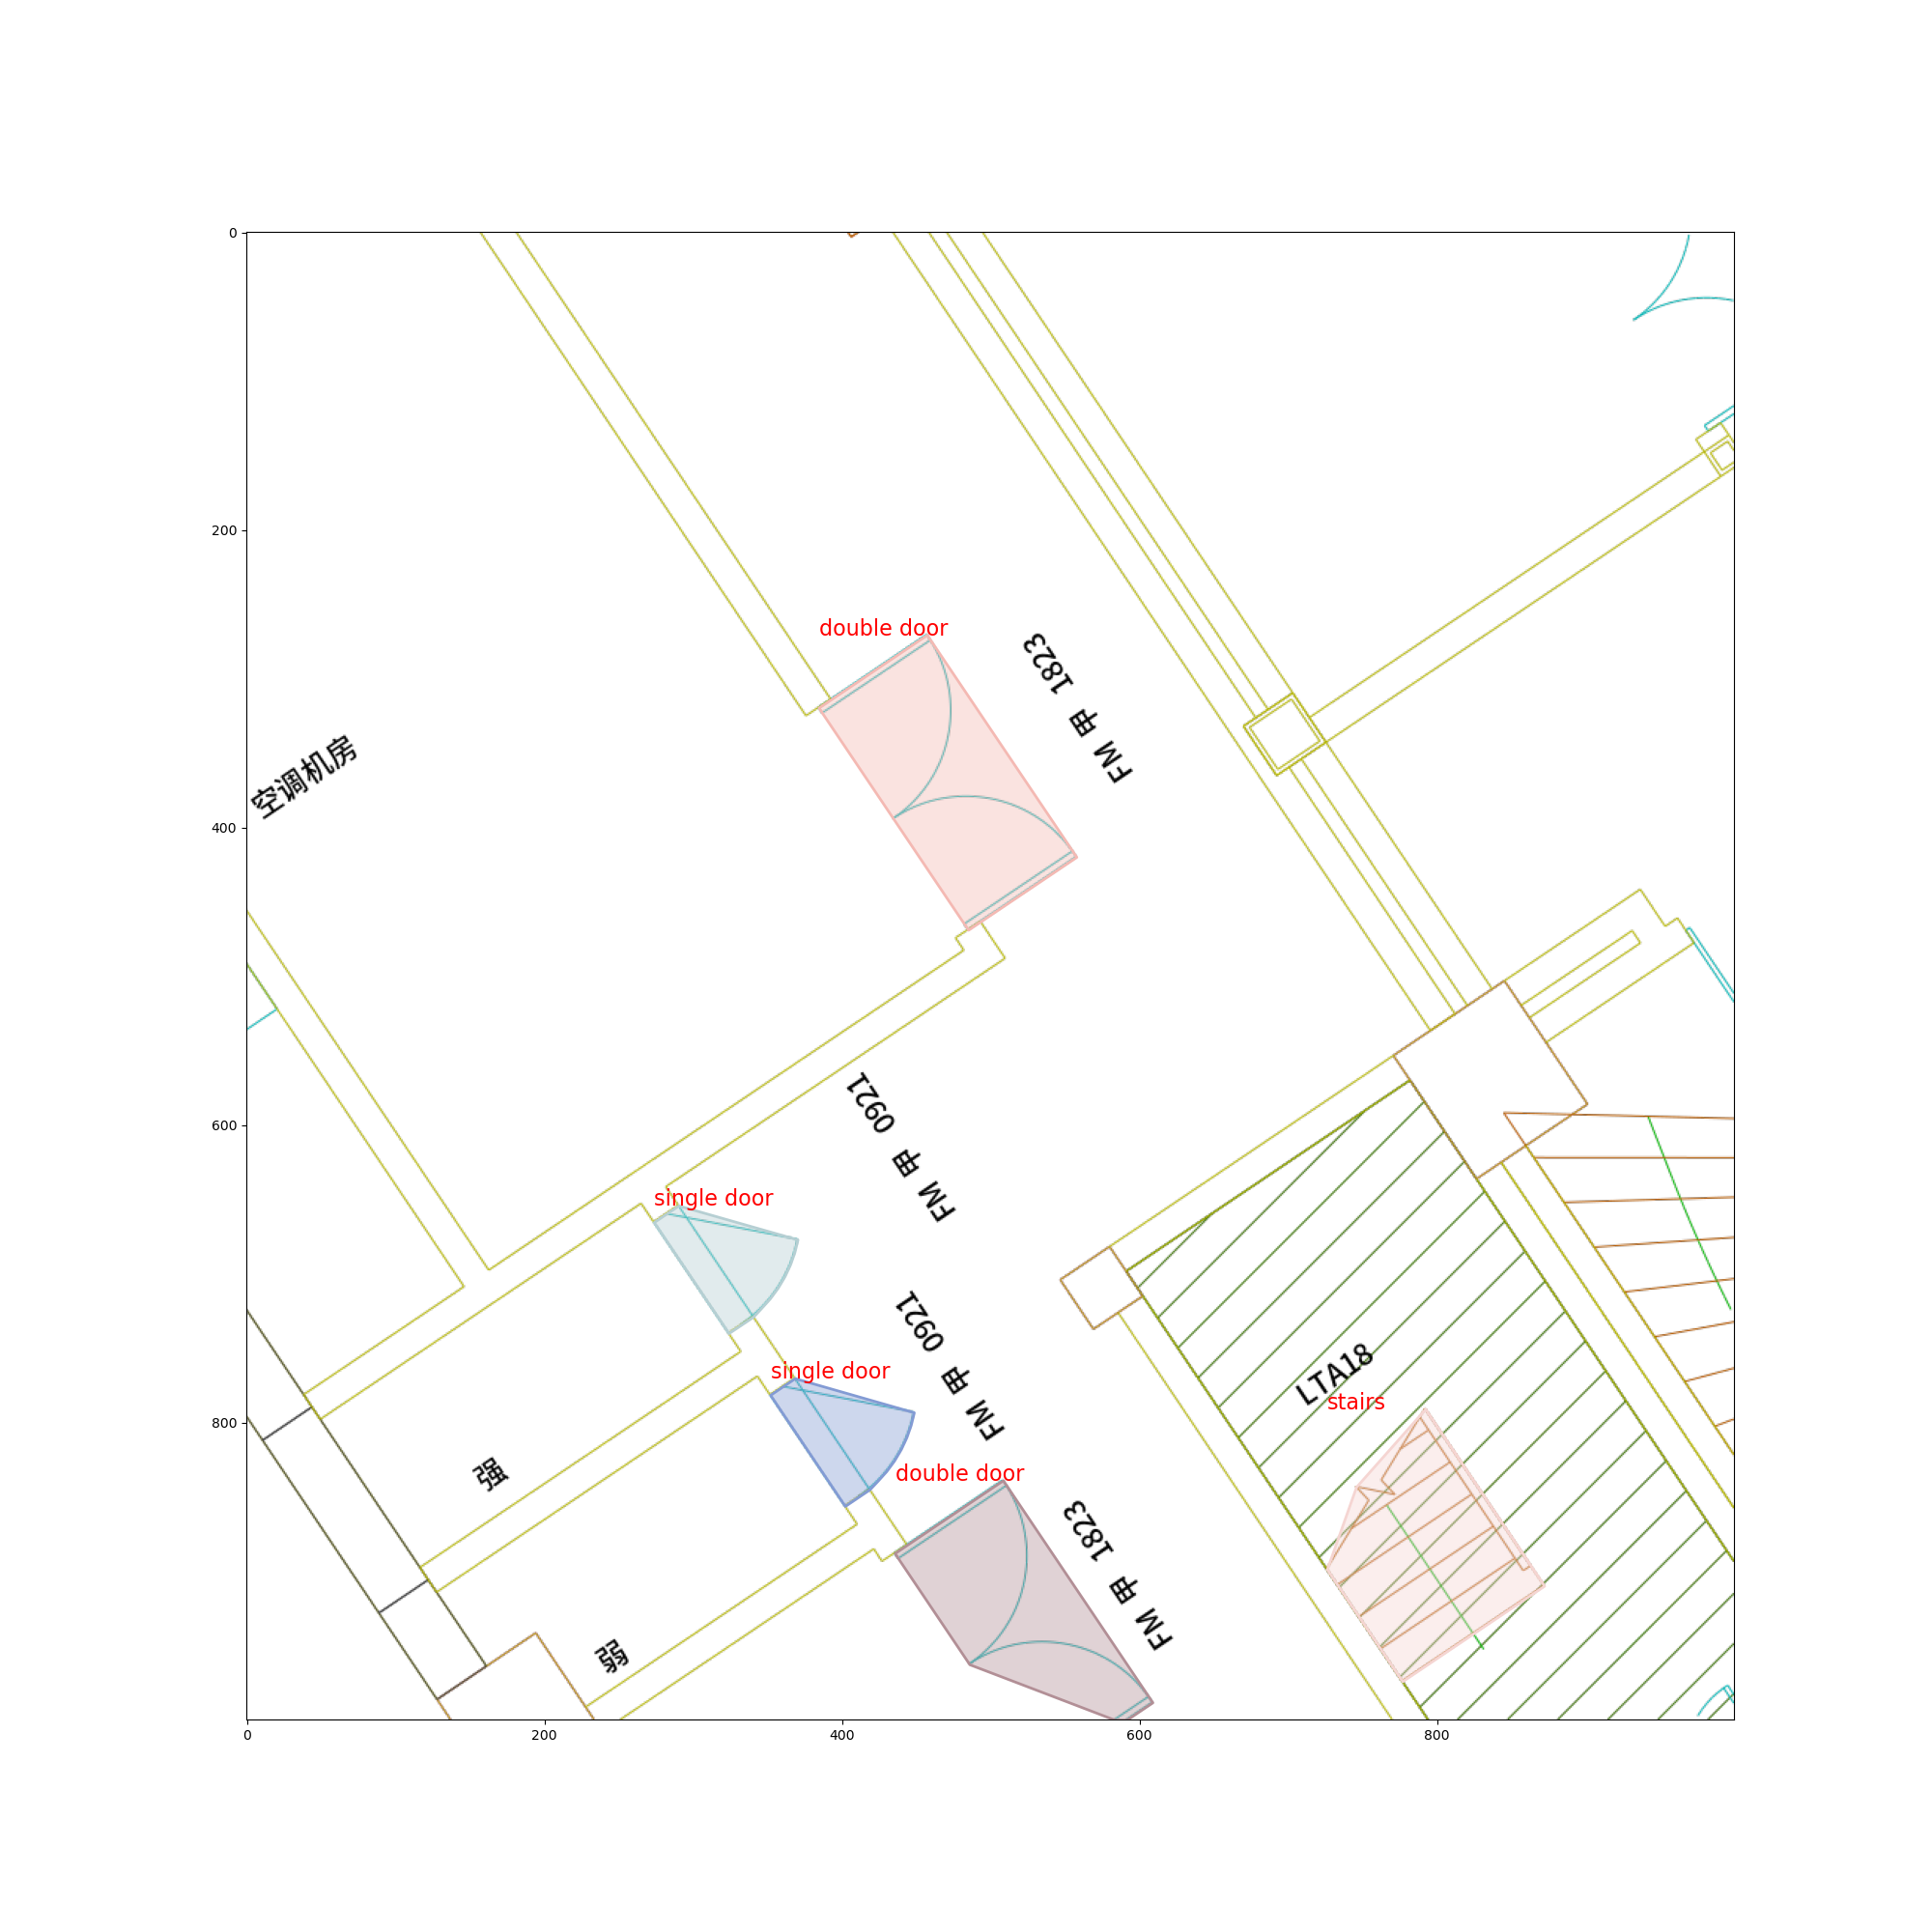 0
double door
FM 甲 1823
200
空调机房
400
FM 甲 0921
600
single door
FM 甲 0921
single door
LTA18
stairs
800
强
double door
FM 甲 1823
弱
0
200
400
600
800